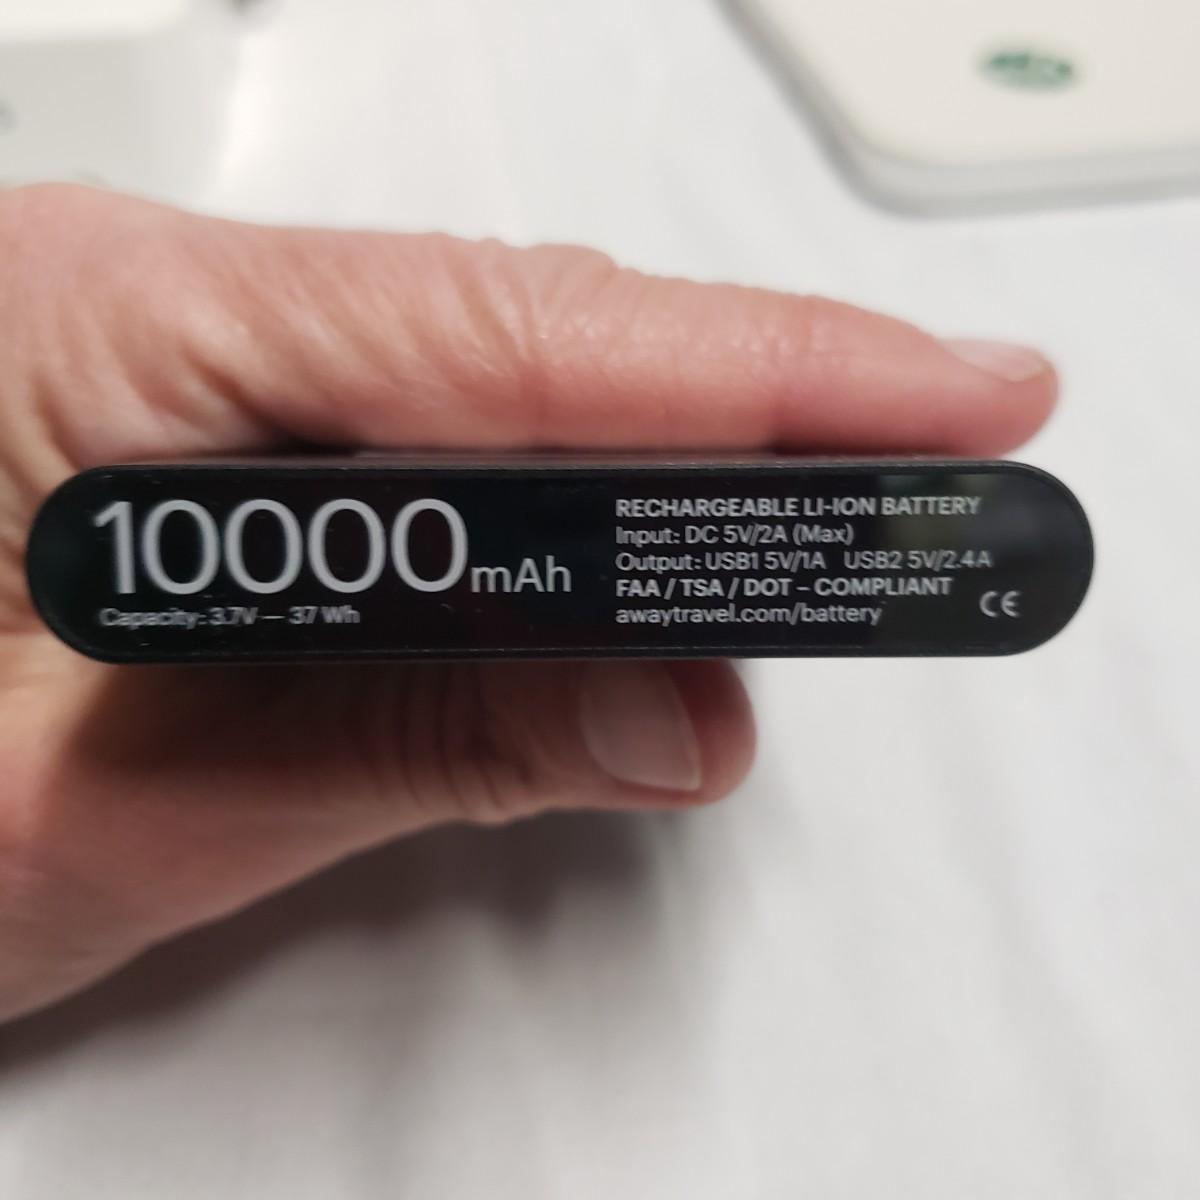 10000mAh
Capacity: 3.7V — 37 Wh
RECHARGEABLE LI-ION BATTERY
Input: DC 5V/2A (Max)
Output: USB1 5V/1A USB2 5V/2.4A
FAA / TSA / DOT – COMPLIANT
awaytravel.com/battery
CE